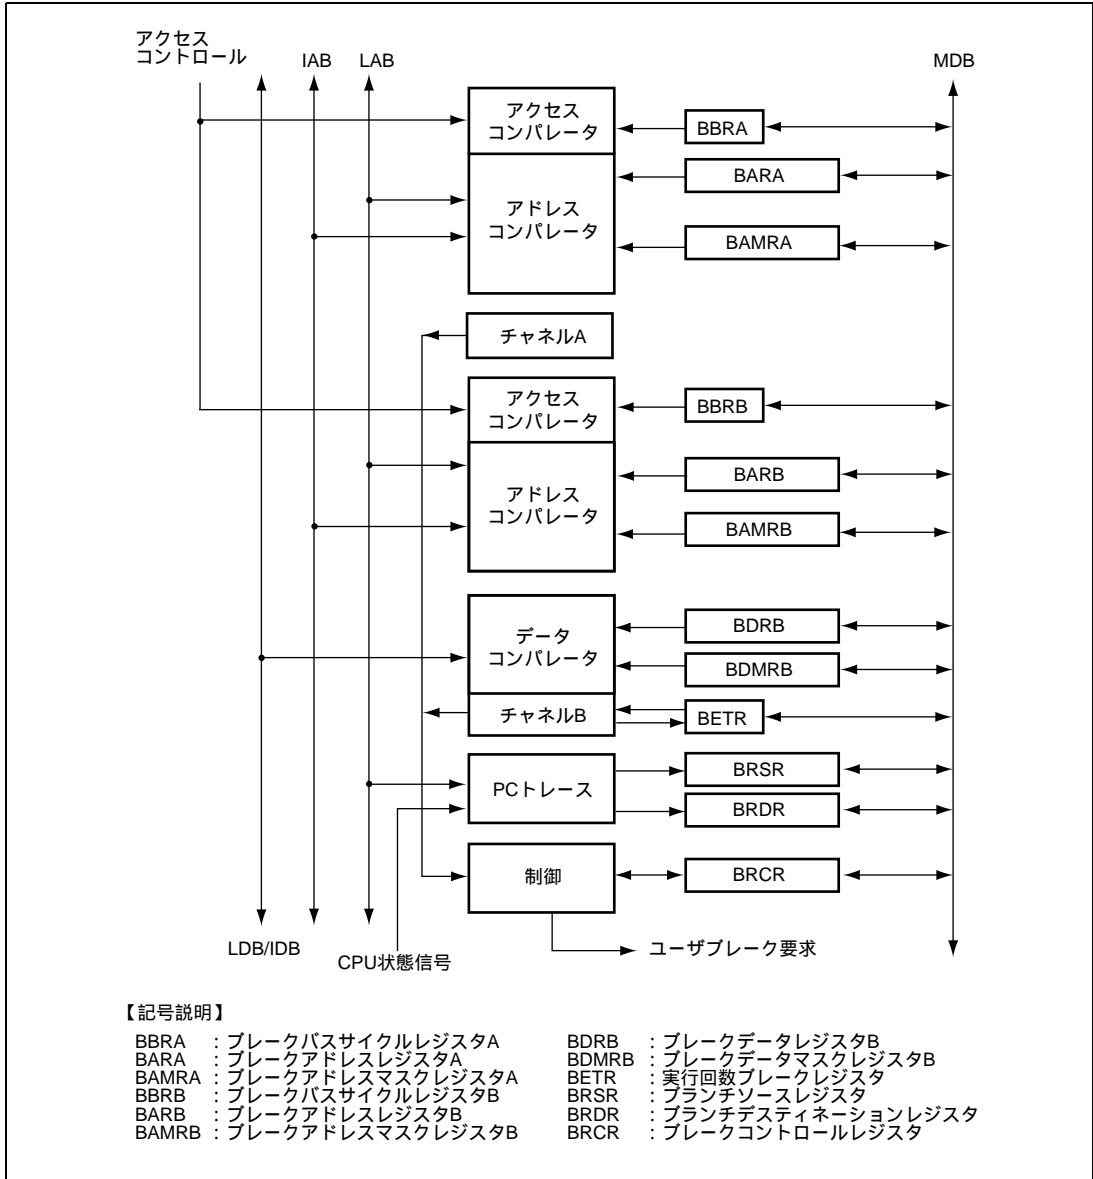 アクセス
コントロール
IAB
LAB
MDB
アクセス
コンパレータ
BBRA
BARA
アドレス
コンパレータ
BAMRA
チャネルA
アクセス
コンパレータ
BBRB
BARB
アドレス
コンパレータ
BAMRB
データ
コンパレータ
BDRB
BDMRB
チャネルB
BETR
PCトレース
BRSR
BRDR
制御
BRCR
LDB/IDB
CPU状態信号
ユーザブレーク要求
【記号説明】
BBRA : ブレークバスサイクルレジスタA
BARA : ブレークアドレスレジスタA
BAMRA : ブレークアドレスマスクレジスタA
BBRB : ブレークバスサイクルレジスタB
BARB : ブレークアドレスレジスタB
BAMRB : ブレークアドレスマスクレジスタB
BDRB : ブレークデータレジスタB
BDMRB : ブレークデータマスクレジスタB
BETR : 実行回数ブレークレジスタ
BRSR : ブランチソースレジスタ
BRDR : ブランチデスティネーションレジスタ
BRCR : ブレークコントロールレジスタ